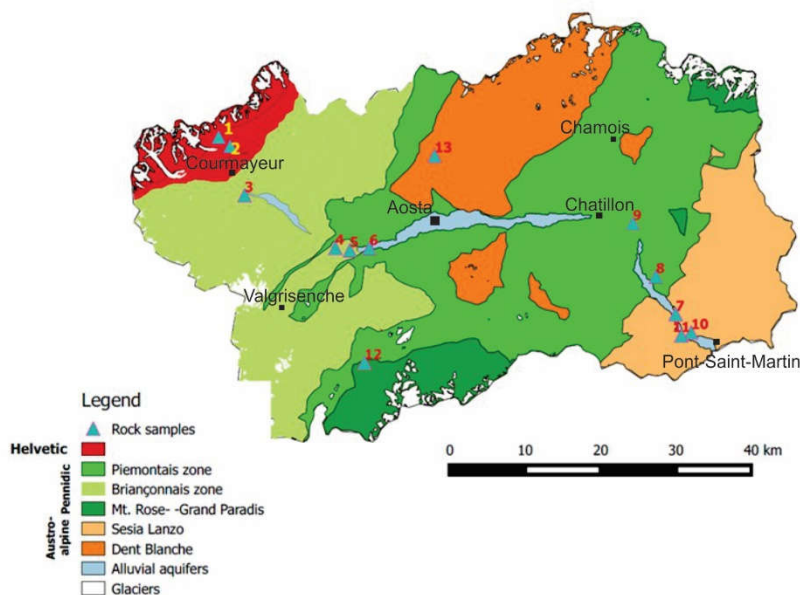 1
2
Courmayeur
3
Chamois
13
Aosta
Chatillon
9
4 5 6
8
Valgrisenche
7
11 10
Pont-Saint-Martin
12
Legend
Rock samples
Helvetic
Piemontais zone
Briançonnais zone
Mt. Rose- -Grand Paradis
Sesia Lanzo
Dent Blanche
Alluvial aquifers
Glaciers
Pennidic
Austro-
alpine
0 10 20 30 40 km